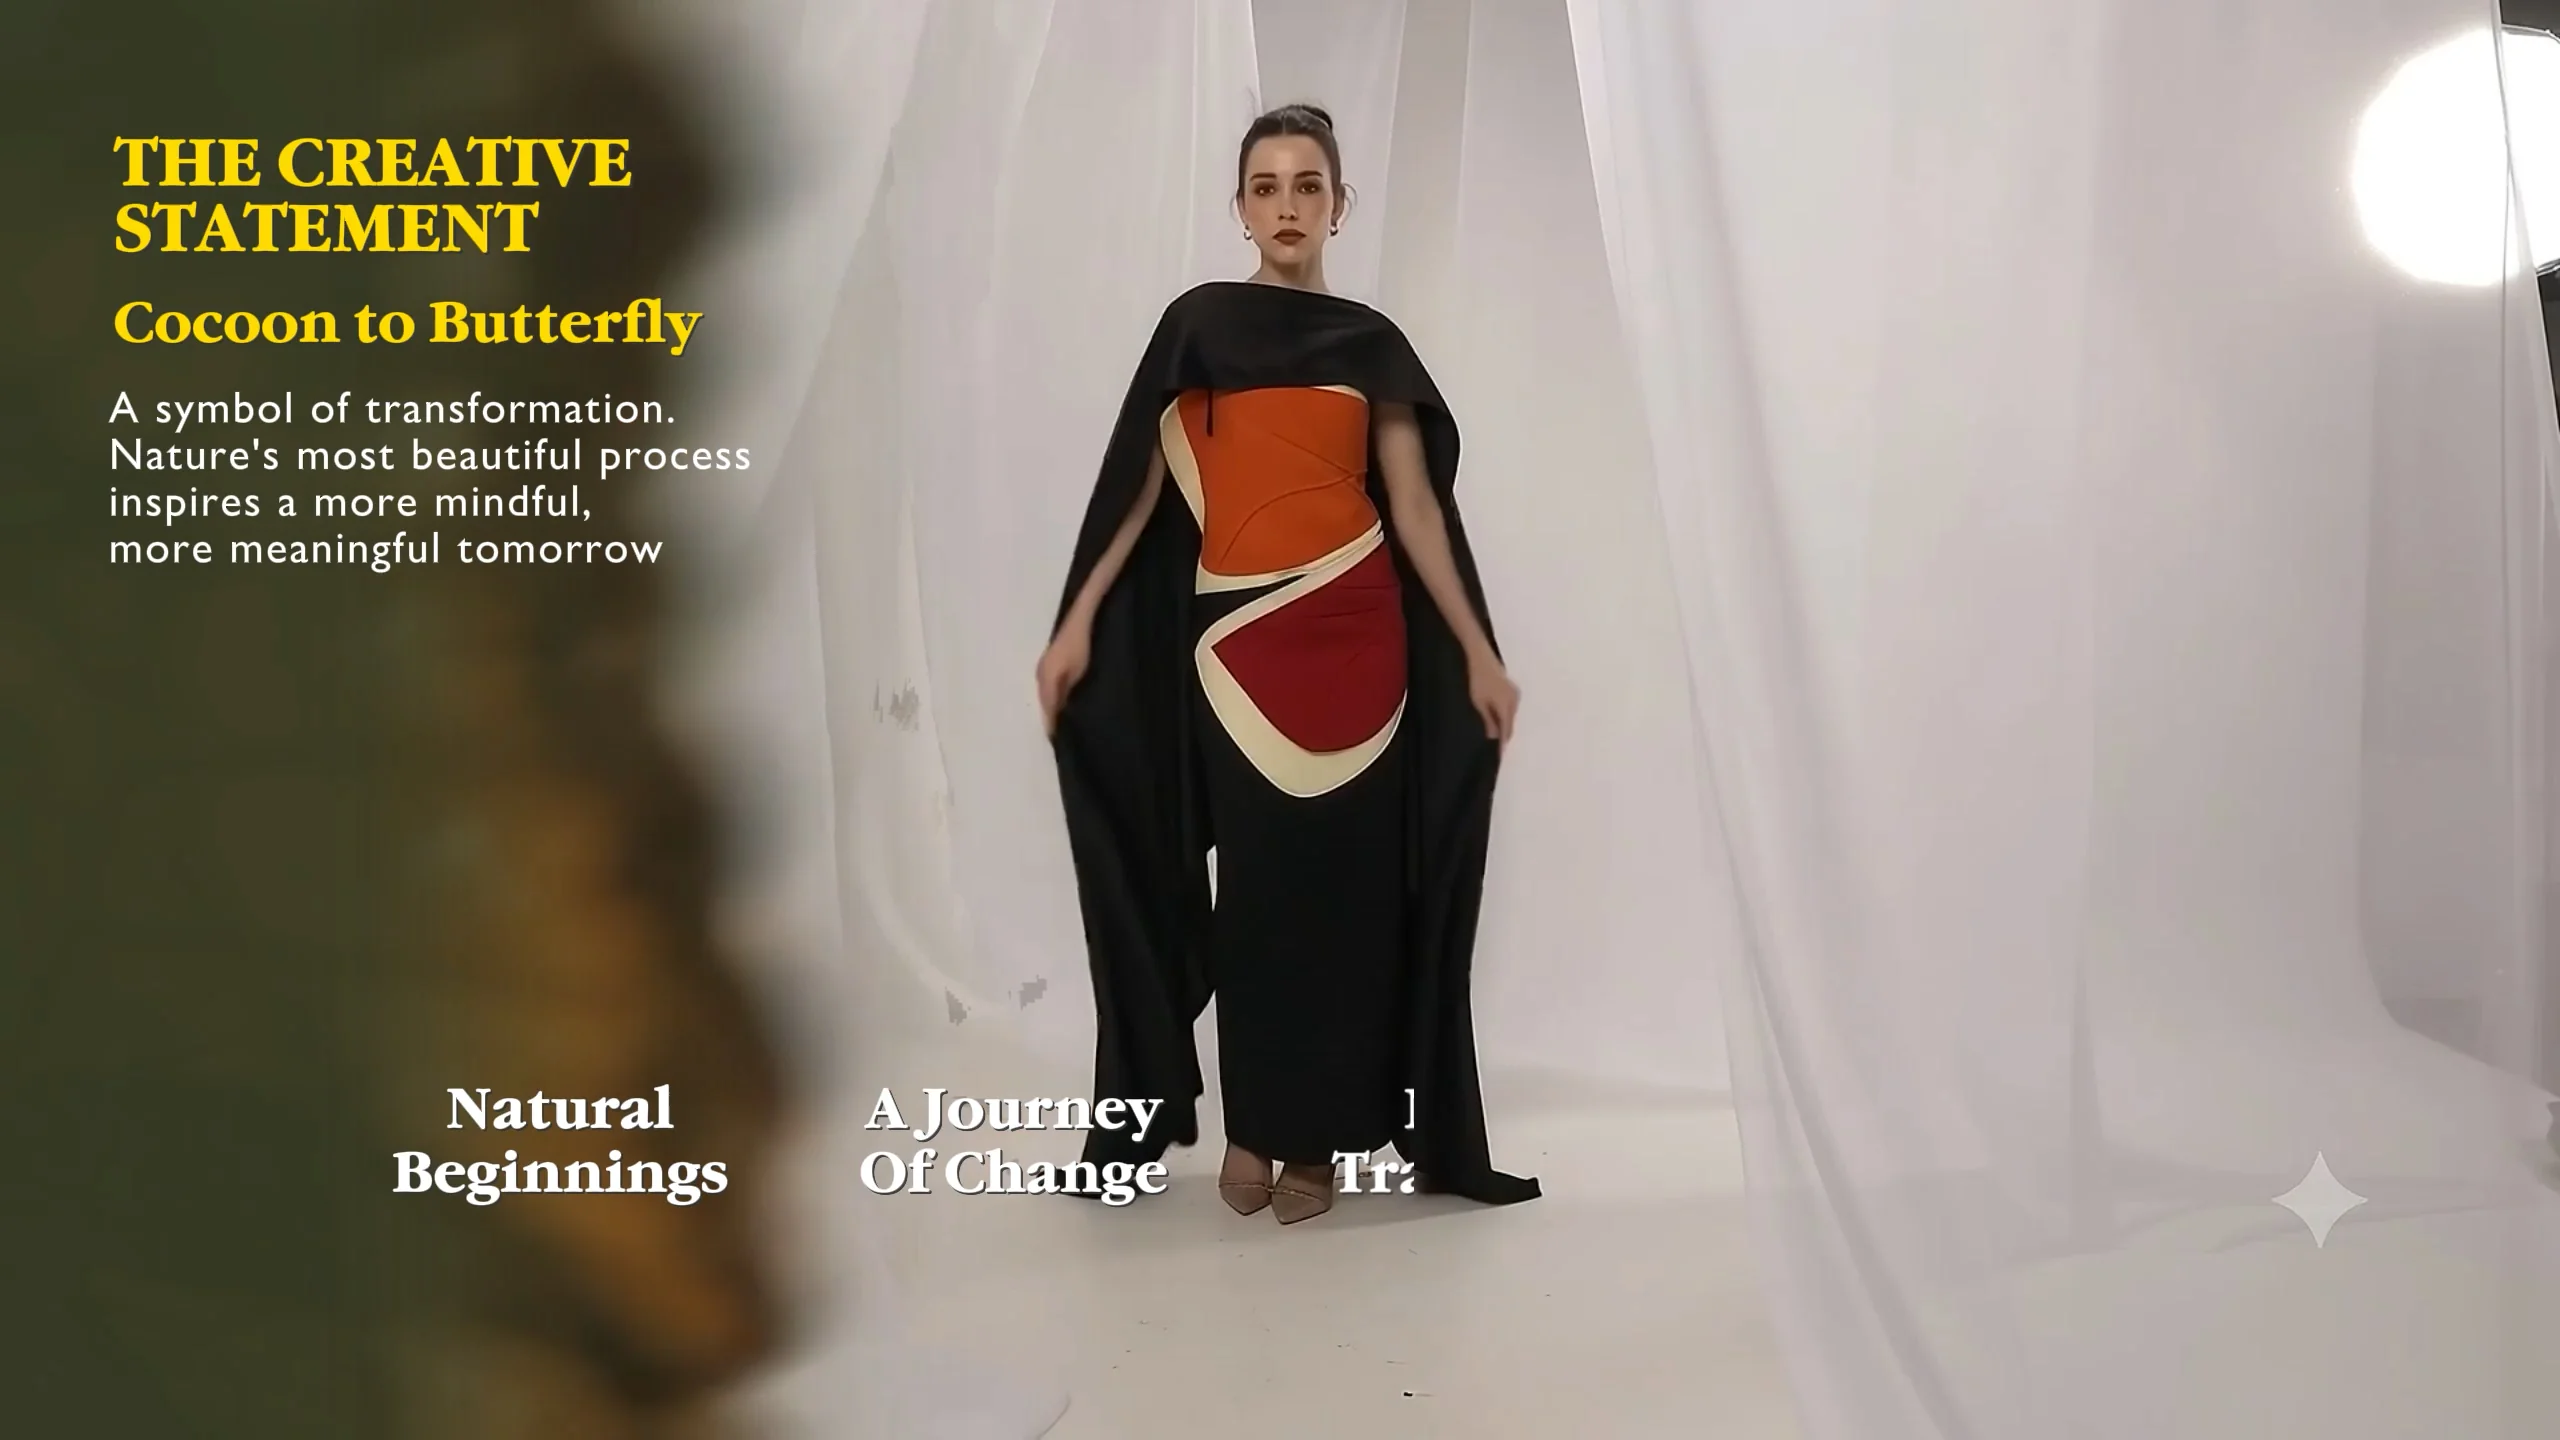 THE CREATIVE
STATEMENT
Cocoon to Butterfly
A symbol of transformation.
Nature's most beautiful process
inspires a more mindful,
more meaningful tomorrow
Natural
Beginnings
A Journey
Of Change